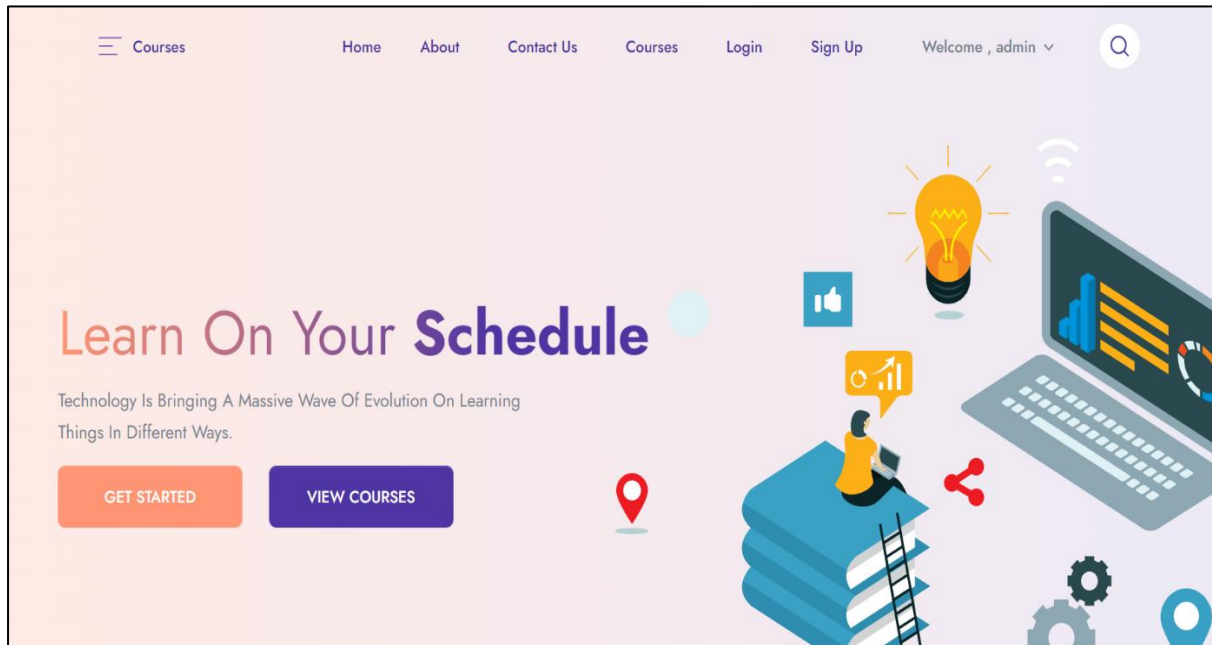 Courses Home About Contact Us Courses Login Sign Up Welcome , admin
Learn On Your Schedule
Technology Is Bringing A Massive Wave Of Evolution On Learning
Things In Different Ways.
GET STARTED VIEW COURSES